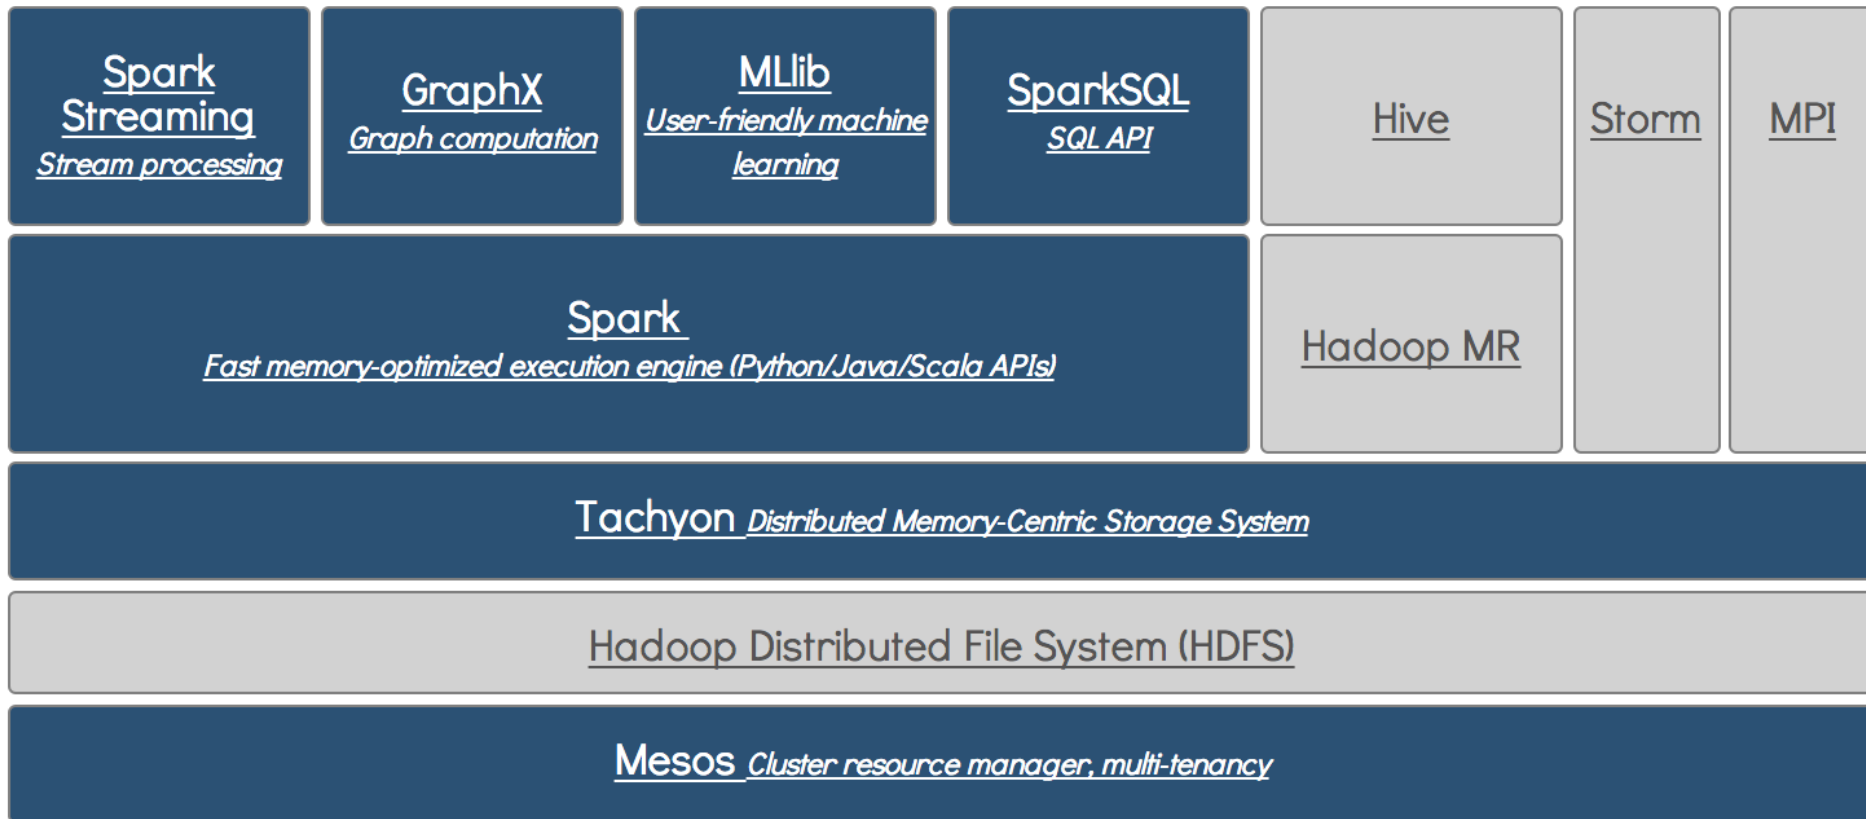 Spark
Streaming
Stream processing
GraphX
Graph computation
MLlib
User-friendly machine
learning
SparkSQL
SQL API
Hive
Storm
MPI
Spark
Fast memory-optimized execution engine (Python/Java/Scala APIs)
Hadoop MR
Tachyon Distributed Memory-Centric Storage System
Hadoop Distributed File System (HDFS)
Mesos Cluster resource manager, multi-tenancy